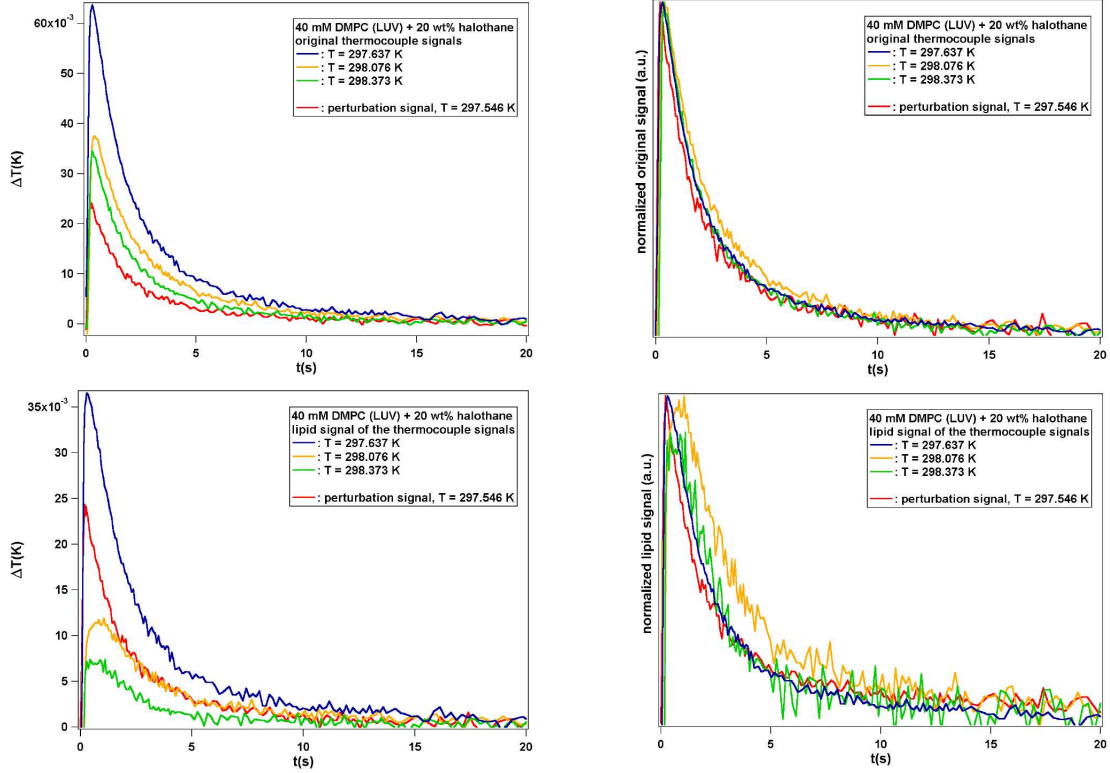 60x10⁻³
50
40
30
20
10
0
ΔT(K)
0
5
10
15
20
t(s)
40 mM DMPC (LUV) + 20 wt% halothane
original thermocouple signals
: T = 297.637 K
: T = 298.076 K
: T = 298.373 K
: perturbation signal, T = 297.546 K
normalized original signal (a.u.)
0
5
10
15
20
t(s)
40 mM DMPC (LUV) + 20 wt% halothane
original thermocouple signals
: T = 297.637 K
: T = 298.076 K
: T = 298.373 K
: perturbation signal, T = 297.546 K
35x10⁻³
30
25
20
15
10
5
0
ΔT(K)
0
5
10
15
20
t(s)
40 mM DMPC (LUV) + 20 wt% halothane
lipid signal of the thermocouple signals
: T = 297.637 K
: T = 298.076 K
: T = 298.373 K
: perturbation signal, T = 297.546 K
normalized lipid signal (a.u.)
0
5
10
15
20
t(s)
40 mM DMPC (LUV) + 20 wt% halothane
lipid signal of the thermocouple signals
: T = 297.637 K
: T = 298.076 K
: T = 298.373 K
: perturbation signal, T = 297.546 K